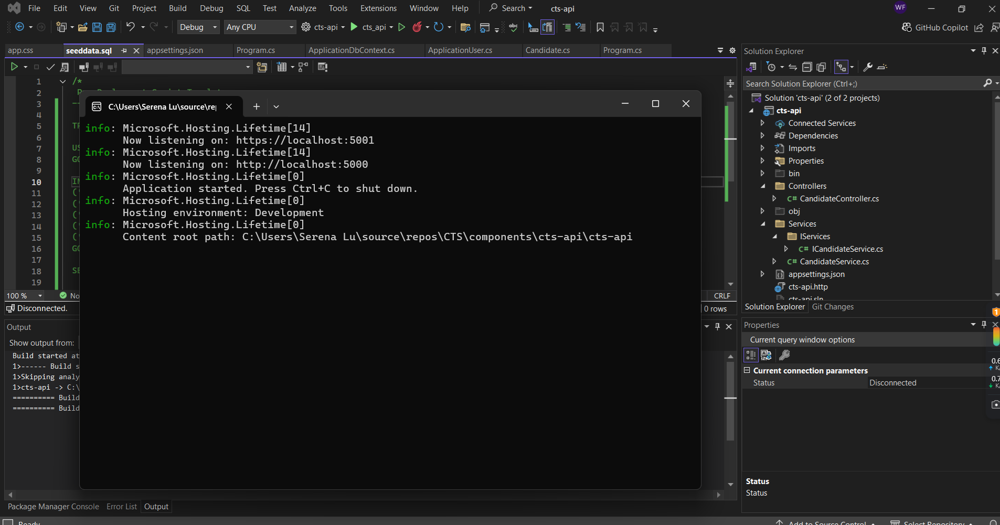 File Edit View Git Project Build Debug SQL Test Analyze Tools Extensions Window Help Search cts-api WF
Debug Any CPU cts-api cts_api abc GitHub Copilot
app.css seeddata.sql appsettings.json Program.cs ApplicationDbContext.cs ApplicationUser.cs Candidate.cs Program.cs
1 /*
2
3
4
5
6
7
8
9
10
11
12
13
14
15
16
17
18
19
C:\Users\Serena Lu\source\re
info: Microsoft.Hosting.Lifetime[14]
Now listening on: https://localhost:5001
info: Microsoft.Hosting.Lifetime[14]
Now listening on: http://localhost:5000
info: Microsoft.Hosting.Lifetime[0]
Application started. Press Ctrl+C to shut down.
info: Microsoft.Hosting.Lifetime[0]
Hosting environment: Development
info: Microsoft.Hosting.Lifetime[0]
Content root path: C:\Users\Serena Lu\source\repos\CTS\components\cts-api\cts-api
100 % No CRLF
Disconnected. 0 rows
Output
Show output from:
Build started at
1>------ Build s
1>Skipping analy
1>cts-api -> C:\
========== Build
========== Build
Package Manager Console Error List Output
Ready Add to Source Control Select Repository
Solution Explorer
Search Solution Explorer (Ctrl+;)
Solution 'cts-api' (2 of 2 projects)
cts-api
Connected Services
Dependencies
Imports
Properties
bin
Controllers
C# CandidateController.cs
obj
Services
IServices
C# ICandidateService.cs
C# CandidateService.cs
appsettings.json
cts-api.http
cts-api.sln
Solution Explorer Git Changes
1
Properties
Current query window options
Current connection parameters
Status Disconnected
Status
Status